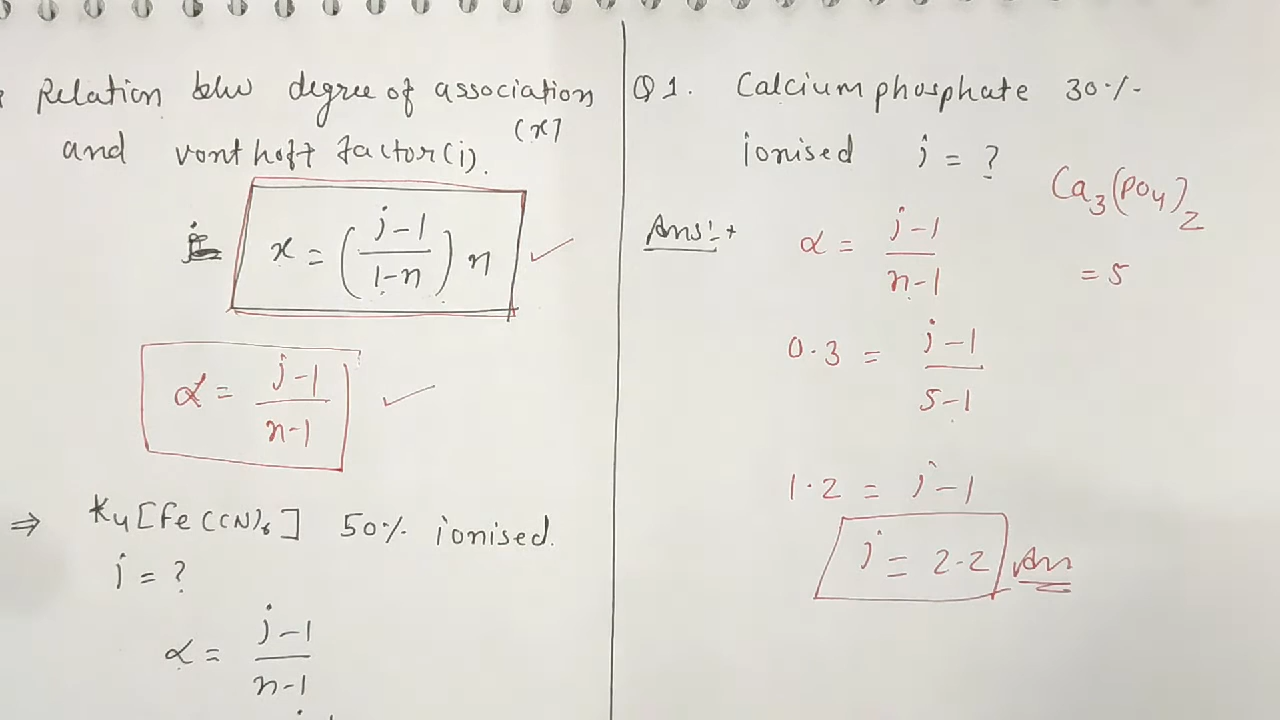 Relation b/w degree of association
and vont hoft factor(i). (x)
x = (i-1 / 1-n) n
α = i-1 / n-1
⇒ K4[Fe(CN)6] 50% ionised.
i = ?
α = i-1 / n-1
Q1. Calcium phosphate 30%
ionised i = ?
Ca3(PO4)2
= 5
Ans:→ α = i-1 / n-1
0.3 = i-1 / 5-1
1.2 = i-1
i = 2.2 Ans